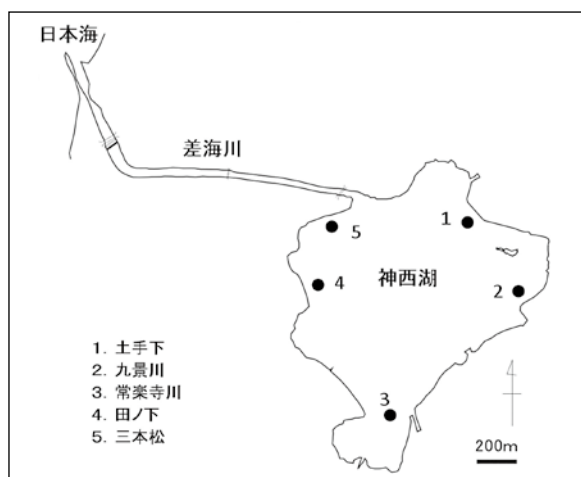 日本海
差海川
1
5
神西湖
4
2
3
1. 土手下
2. 九景川
3. 常楽寺川
4. 田ノ下
5. 三本松
200m